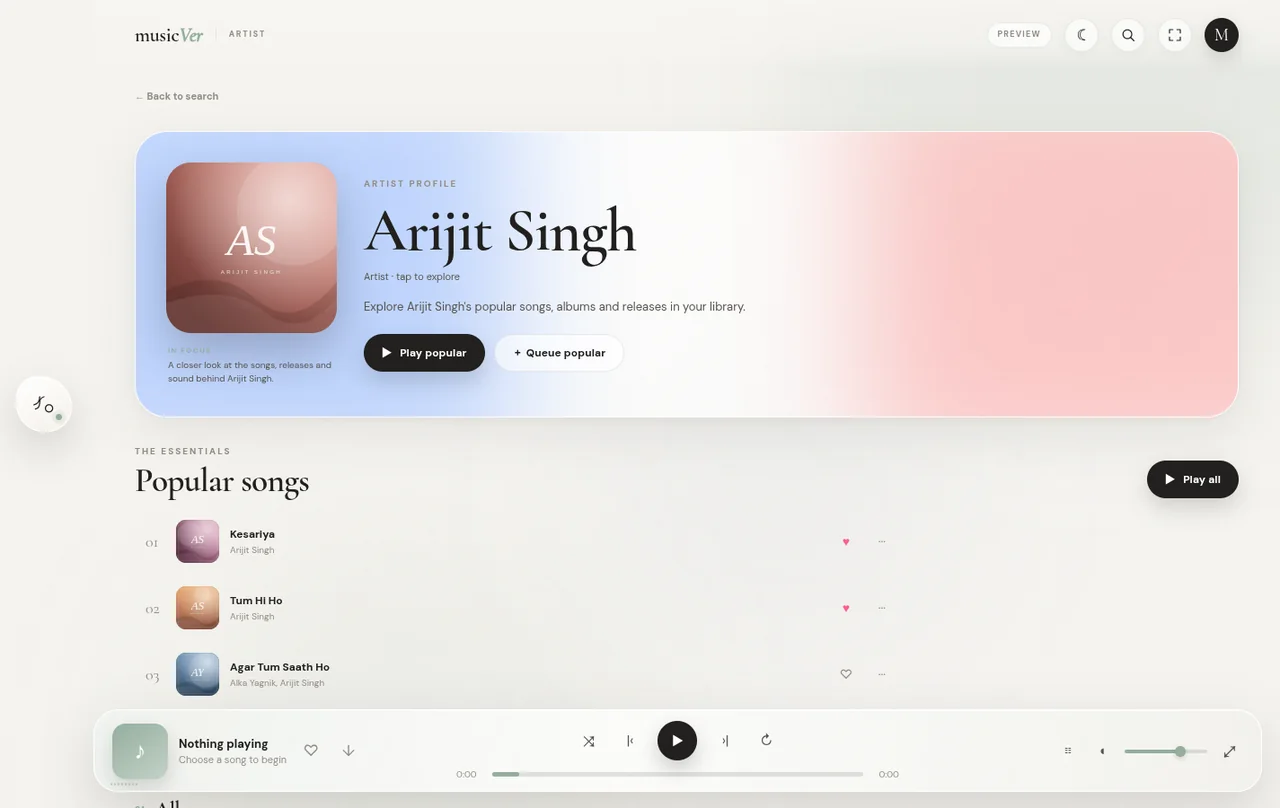 musicVer
ARTIST
PREVIEW
M
← Back to search
AS
ARIJIT SINGH
IN FOCUS
A closer look at the songs, releases and
sound behind Arijit Singh.
ARTIST PROFILE
Arijit Singh
Artist · tap to explore
Explore Arijit Singh's popular songs, albums and releases in your library.
Play popular
+ Queue popular
THE ESSENTIALS
Popular songs
Play all
01
AS
Kesariya
Arijit Singh
02
AS
Tum Hi Ho
Arijit Singh
03
AY
Agar Tum Saath Ho
Alka Yagnik, Arijit Singh
Nothing playing
Choose a song to begin
0:00
0:00
All